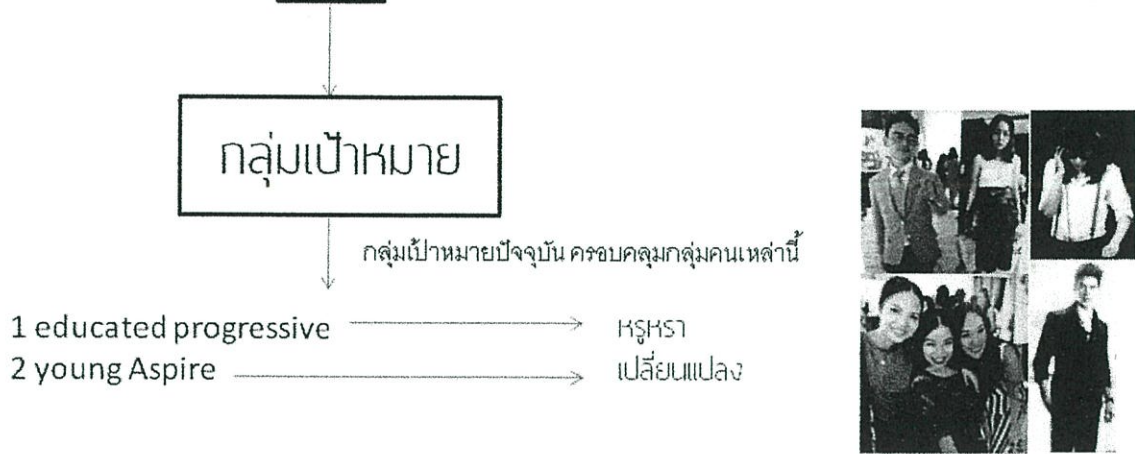 กลุ่มเป้าหมาย
กลุ่มเป้าหมายปัจจุบัน ครอบคลุมกลุ่มคนเหล่านี้
1 educated progressive
หรูหรา
2 young Aspire
เปลี่ยนแปลง